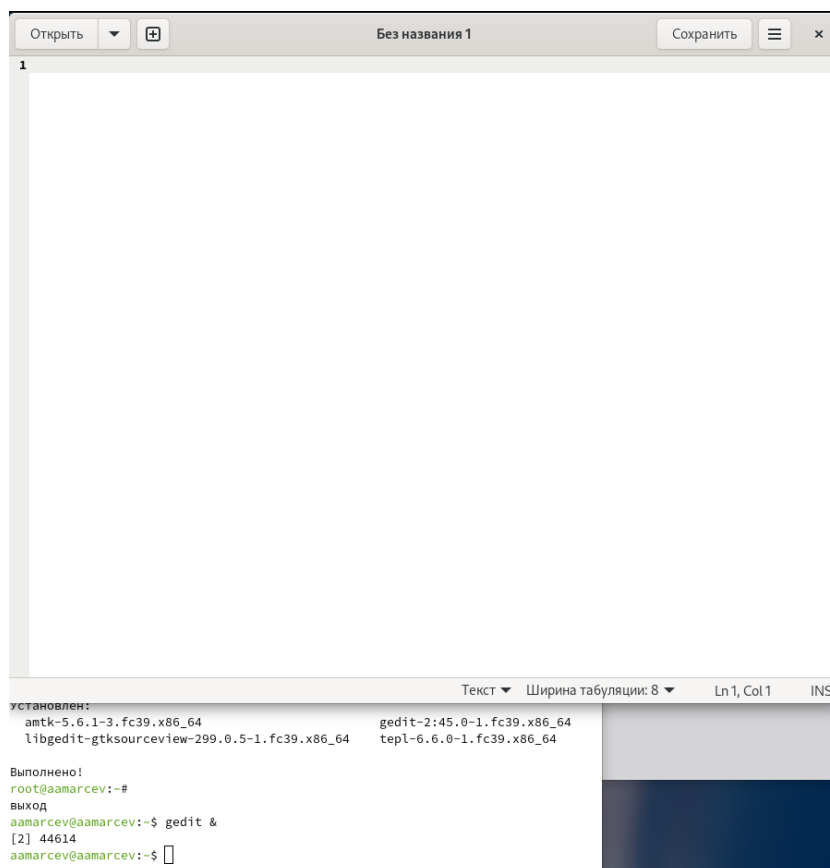 Открыть Без названия 1 Сохранить
1
Текст Ширина табуляции: 8 Ln 1, Col 1 INS
Установлен:
amtk-5.6.1-3.fc39.x86_64 gedit-2:45.0-1.fc39.x86_64
libgedit-gtksourceview-299.0.5-1.fc39.x86_64 tepl-6.6.0-1.fc39.x86_64
Выполнено!
root@aamarcev:~#
выход
aamarcev@aamarcev:~$ gedit &
[2] 44614
aamarcev@aamarcev:~$